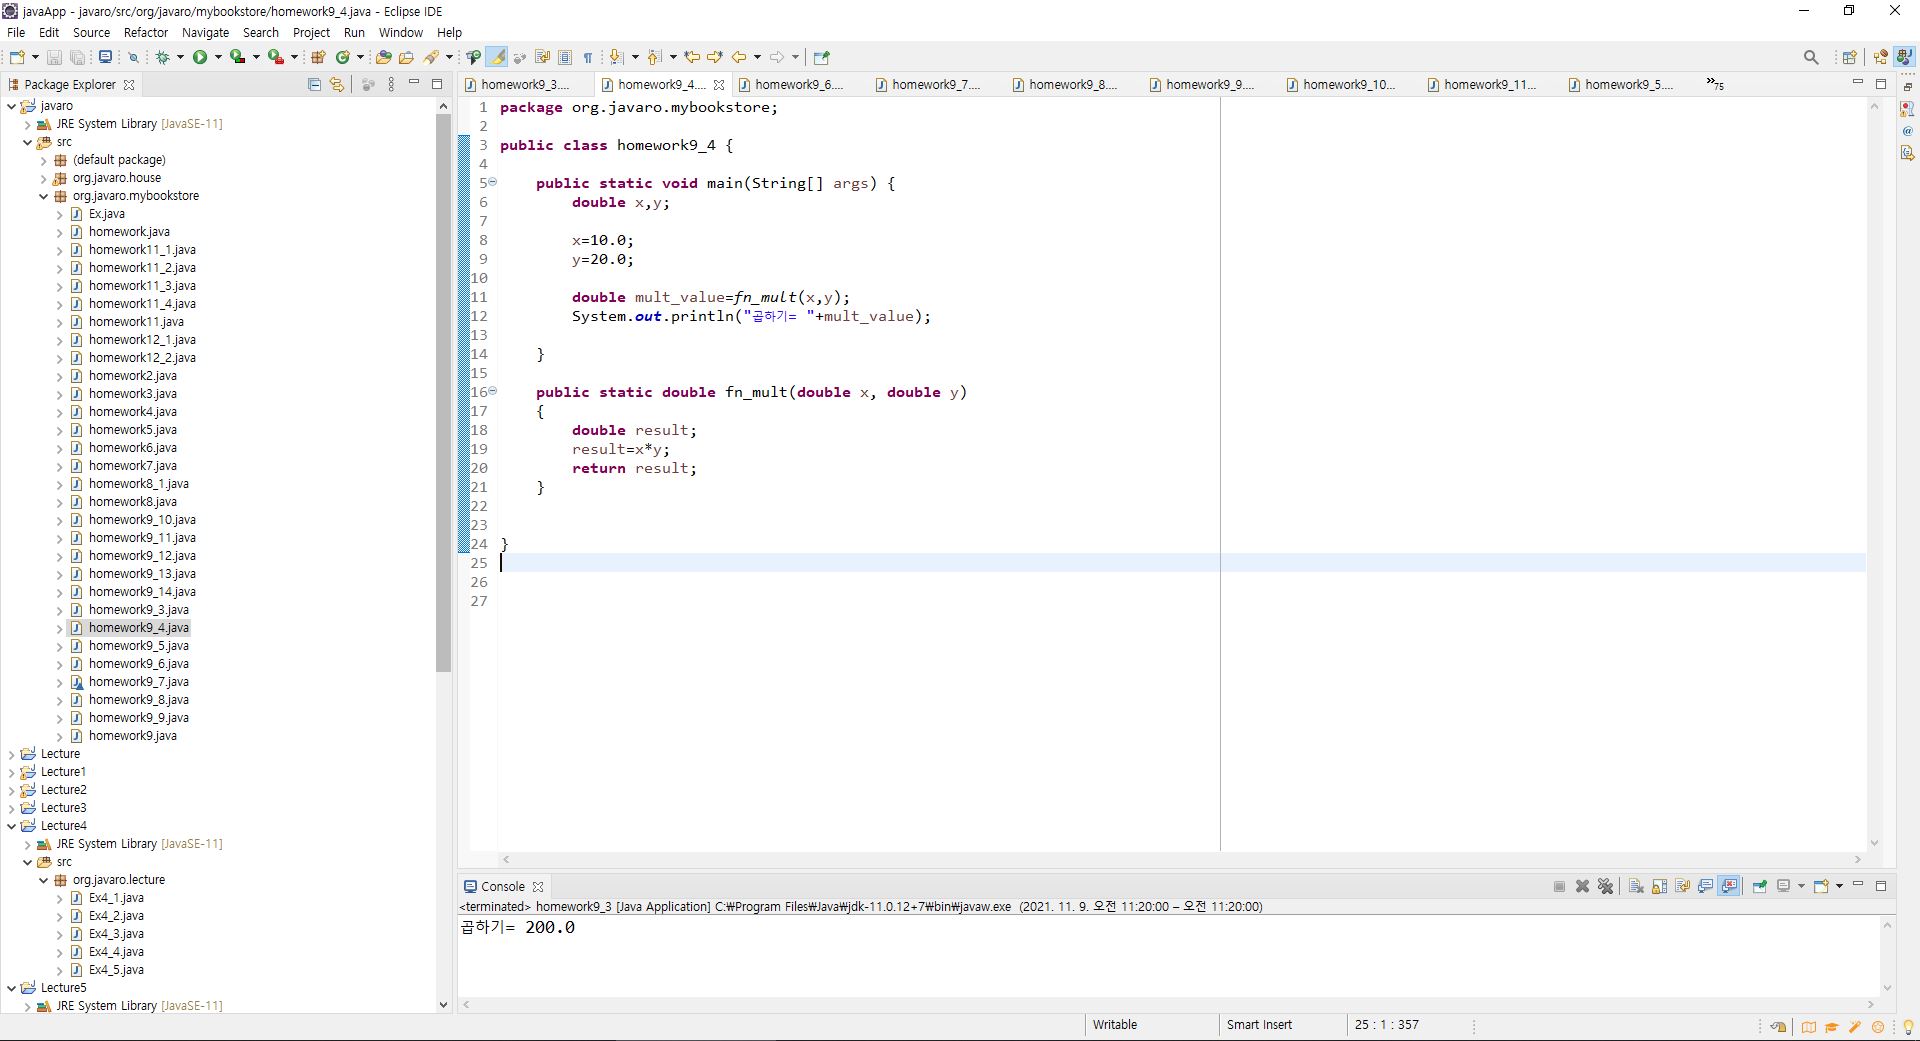 javaApp - javaro/src/org/javaro/mybookstore/homework9_4.java - Eclipse IDE
File Edit Source Refactor Navigate Search Project Run Window Help
Package Explorer
javaro
JRE System Library [JavaSE-11]
src
(default package)
org.javaro.house
org.javaro.mybookstore
Ex.java
homework.java
homework11_1.java
homework11_2.java
homework11_3.java
homework11_4.java
homework11.java
homework12_1.java
homework12_2.java
homework2.java
homework3.java
homework4.java
homework5.java
homework6.java
homework7.java
homework8_1.java
homework8.java
homework9_10.java
homework9_11.java
homework9_12.java
homework9_13.java
homework9_14.java
homework9_3.java
homework9_4.java
homework9_5.java
homework9_6.java
homework9_7.java
homework9_8.java
homework9_9.java
homework9.java
Lecture
Lecture1
Lecture2
Lecture3
Lecture4
JRE System Library [JavaSE-11]
src
org.javaro.lecture
Ex4_1.java
Ex4_2.java
Ex4_3.java
Ex4_4.java
Ex4_5.java
Lecture5
JRE System Library [JavaSE-11]
homework9_3.... homework9_4.... homework9_6.... homework9_7.... homework9_8.... homework9_9.... homework9_10... homework9_11... homework9_5.... »75
1 package org.javaro.mybookstore;
2
3 public class homework9_4 {
4
5 public static void main(String[] args) {
6 double x,y;
7
8 x=10.0;
9 y=20.0;
10
11 double mult_value=fn_mult(x,y);
12 System.out.println("곱하기= "+mult_value);
13
14 }
15
16 public static double fn_mult(double x, double y)
17 {
18 double result;
19 result=x*y;
20 return result;
21 }
22
23
24 }
25
26
27
Console
<terminated> homework9_3 [Java Application] C:₩Program Files₩Java₩jdk-11.0.12+7₩bin₩javaw.exe (2021. 11. 9. 오전 11:20:00 – 오전 11:20:00)
곱하기= 200.0
Writable Smart Insert 25 : 1 : 357